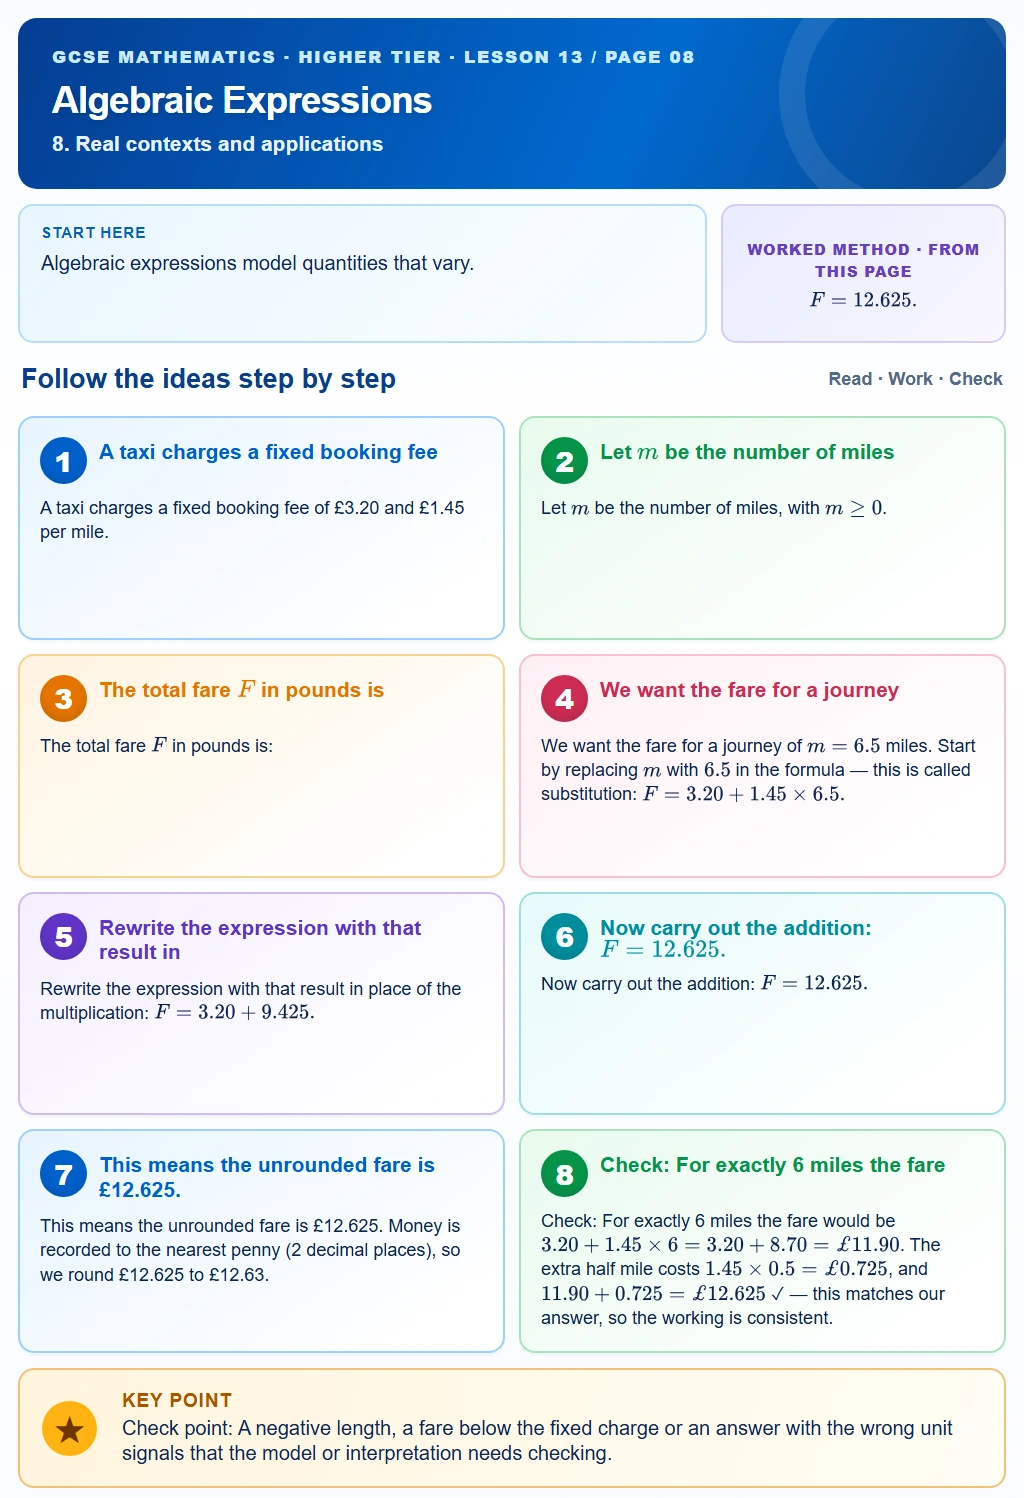 GCSE MATHEMATICS · HIGHER TIER · LESSON 13 / PAGE 08
Algebraic Expressions
8. Real contexts and applications
START HERE
Algebraic expressions model quantities that vary.
WORKED METHOD · FROM
THIS PAGE
F = 12.625.
Follow the ideas step by step
Read · Work · Check
1
A taxi charges a fixed booking fee
A taxi charges a fixed booking fee of £3.20 and £1.45
per mile.
2
Let m be the number of miles
Let m be the number of miles, with m ≥ 0.
3
The total fare F in pounds is
The total fare F in pounds is:
4
We want the fare for a journey
We want the fare for a journey of m = 6.5 miles. Start
by replacing m with 6.5 in the formula — this is called
substitution: F = 3.20 + 1.45 × 6.5.
5
Rewrite the expression with that
result in
Rewrite the expression with that result in place of the
multiplication: F = 3.20 + 9.425.
6
Now carry out the addition:
F = 12.625.
Now carry out the addition: F = 12.625.
7
This means the unrounded fare is
£12.625.
This means the unrounded fare is £12.625. Money is
recorded to the nearest penny (2 decimal places), so
we round £12.625 to £12.63.
8
Check: For exactly 6 miles the fare
Check: For exactly 6 miles the fare would be
3.20 + 1.45 × 6 = 3.20 + 8.70 = £11.90. The
extra half mile costs 1.45 × 0.5 = £0.725, and
11.90 + 0.725 = £12.625 ✓ — this matches our
answer, so the working is consistent.
KEY POINT
Check point: A negative length, a fare below the fixed charge or an answer with the wrong unit
signals that the model or interpretation needs checking.